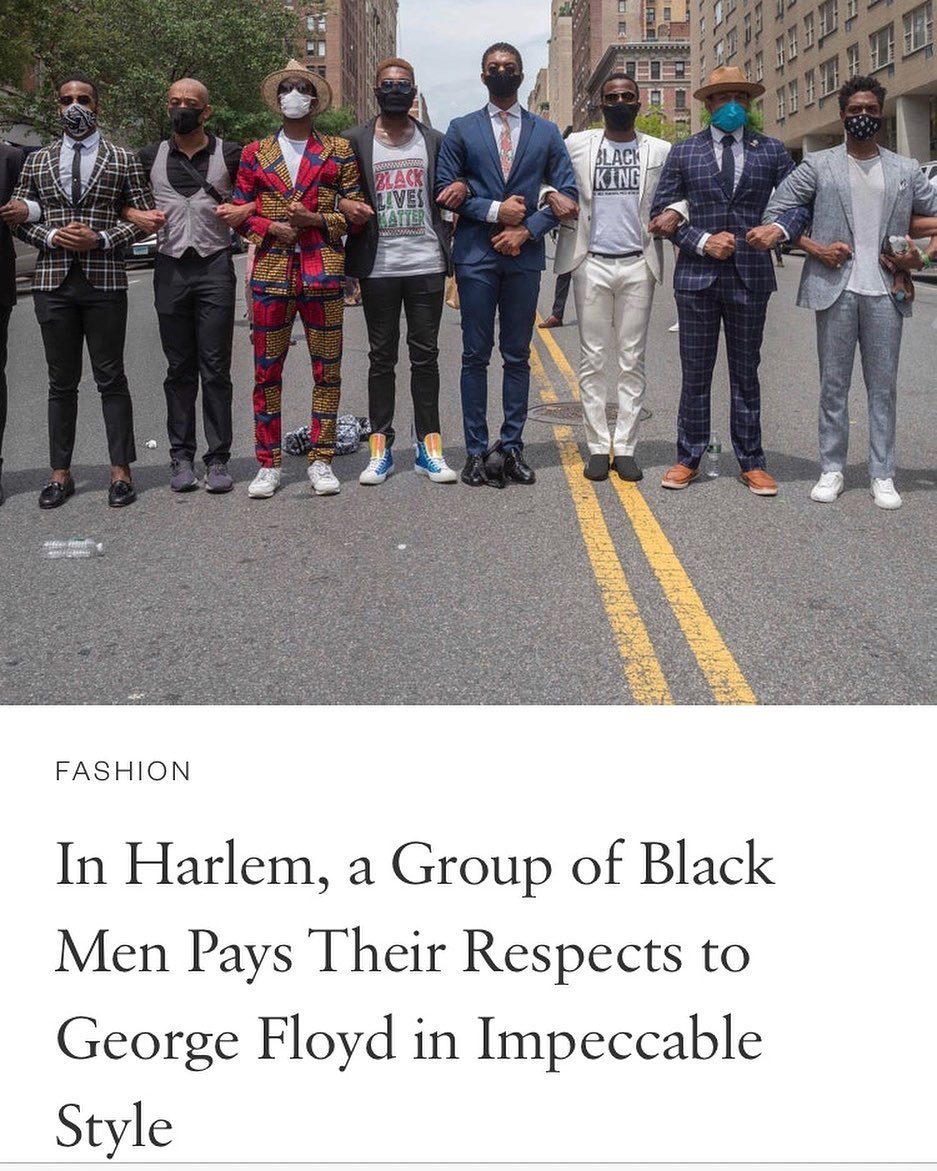 BLACK
LIVES
MATTER
BLACK
KING
FASHION
In Harlem, a Group of Black
Men Pays Their Respects to
George Floyd in Impeccable
Style